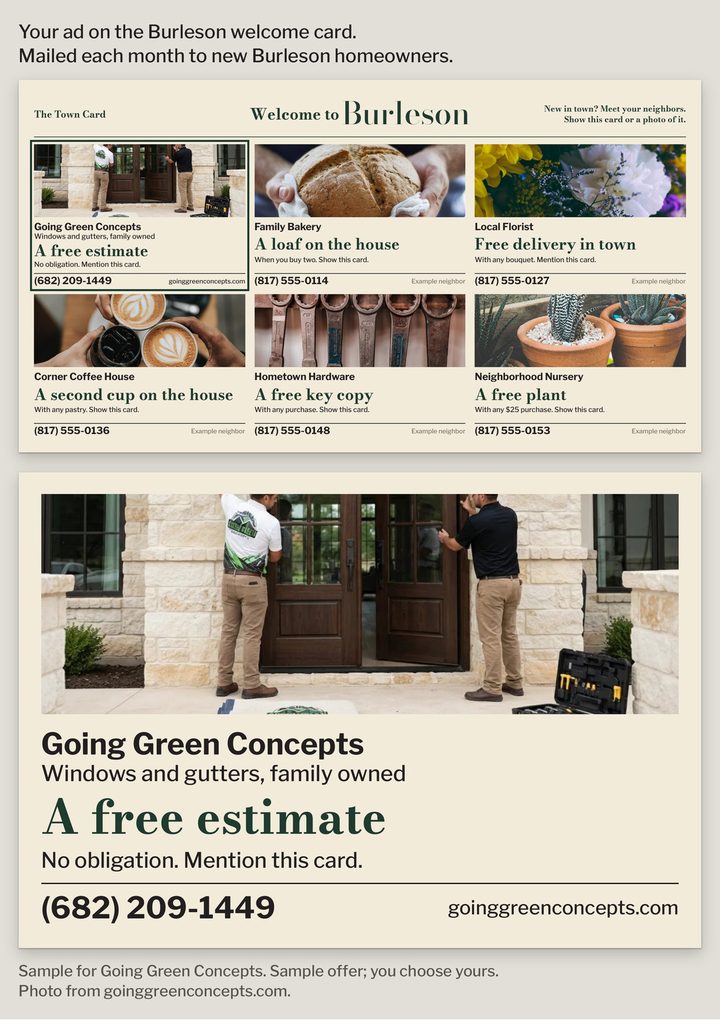 Your ad on the Burleson welcome card.
Mailed each month to new Burleson homeowners.
The Town Card
Welcome to Burleson
New in town? Meet your neighbors.
Show this card or a photo of it.
Going Green Concepts
Windows and gutters, family owned
A free estimate
No obligation. Mention this card.
(682) 209-1449
goinggreenconcepts.com
Family Bakery
A loaf on the house
When you buy two. Show this card.
(817) 555-0114
Example neighbor
Local Florist
Free delivery in town
With any bouquet. Mention this card.
(817) 555-0127
Example neighbor
Corner Coffee House
A second cup on the house
With any pastry. Show this card.
(817) 555-0136
Example neighbor
Hometown Hardware
A free key copy
With any purchase. Show this card.
(817) 555-0148
Example neighbor
Neighborhood Nursery
A free plant
With any $25 purchase. Show this card.
(817) 555-0153
Example neighbor
Going Green Concepts
Windows and gutters, family owned
A free estimate
No obligation. Mention this card.
(682) 209-1449
goinggreenconcepts.com
Sample for Going Green Concepts. Sample offer; you choose yours.
Photo from goinggreenconcepts.com.